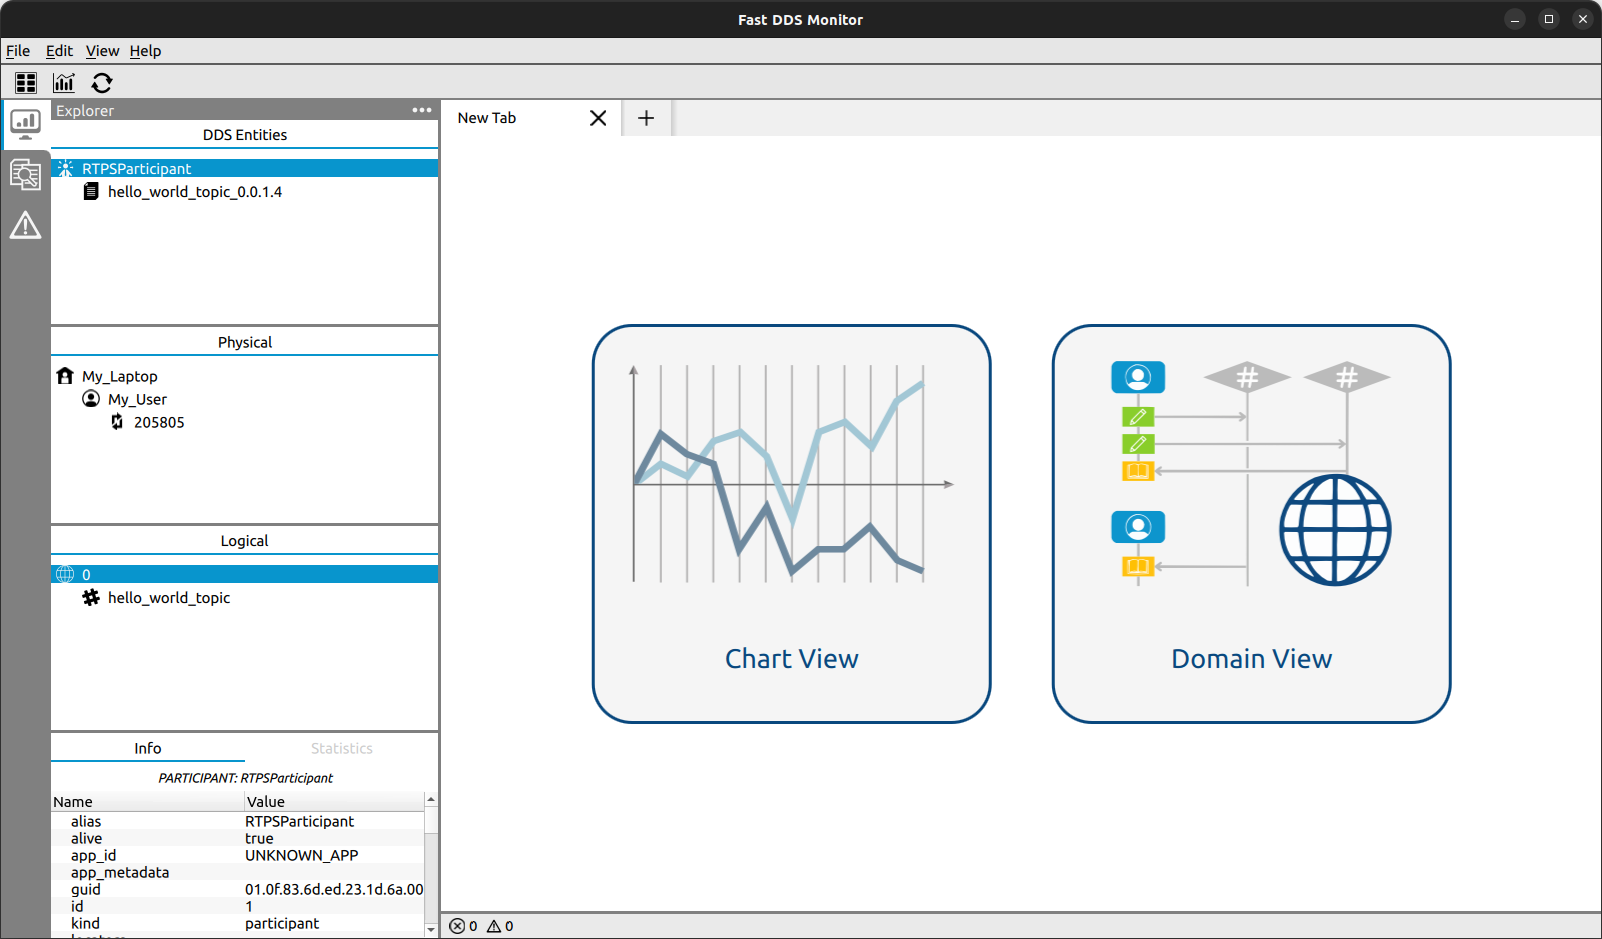 Fast DDS Monitor
File Edit View Help
Explorer
DDS Entities
RTPSParticipant
hello_world_topic_0.0.1.4
Physical
My_Laptop
My_User
205805
Logical
0
hello_world_topic
Info Statistics
PARTICIPANT: RTPSParticipant
Name Value
alias RTPSParticipant
alive true
app_id UNKNOWN_APP
app_metadata
guid 01.0f.83.6d.ed.23.1d.6a.00
id 1
kind participant
New Tab
Chart View
Domain View
0 0